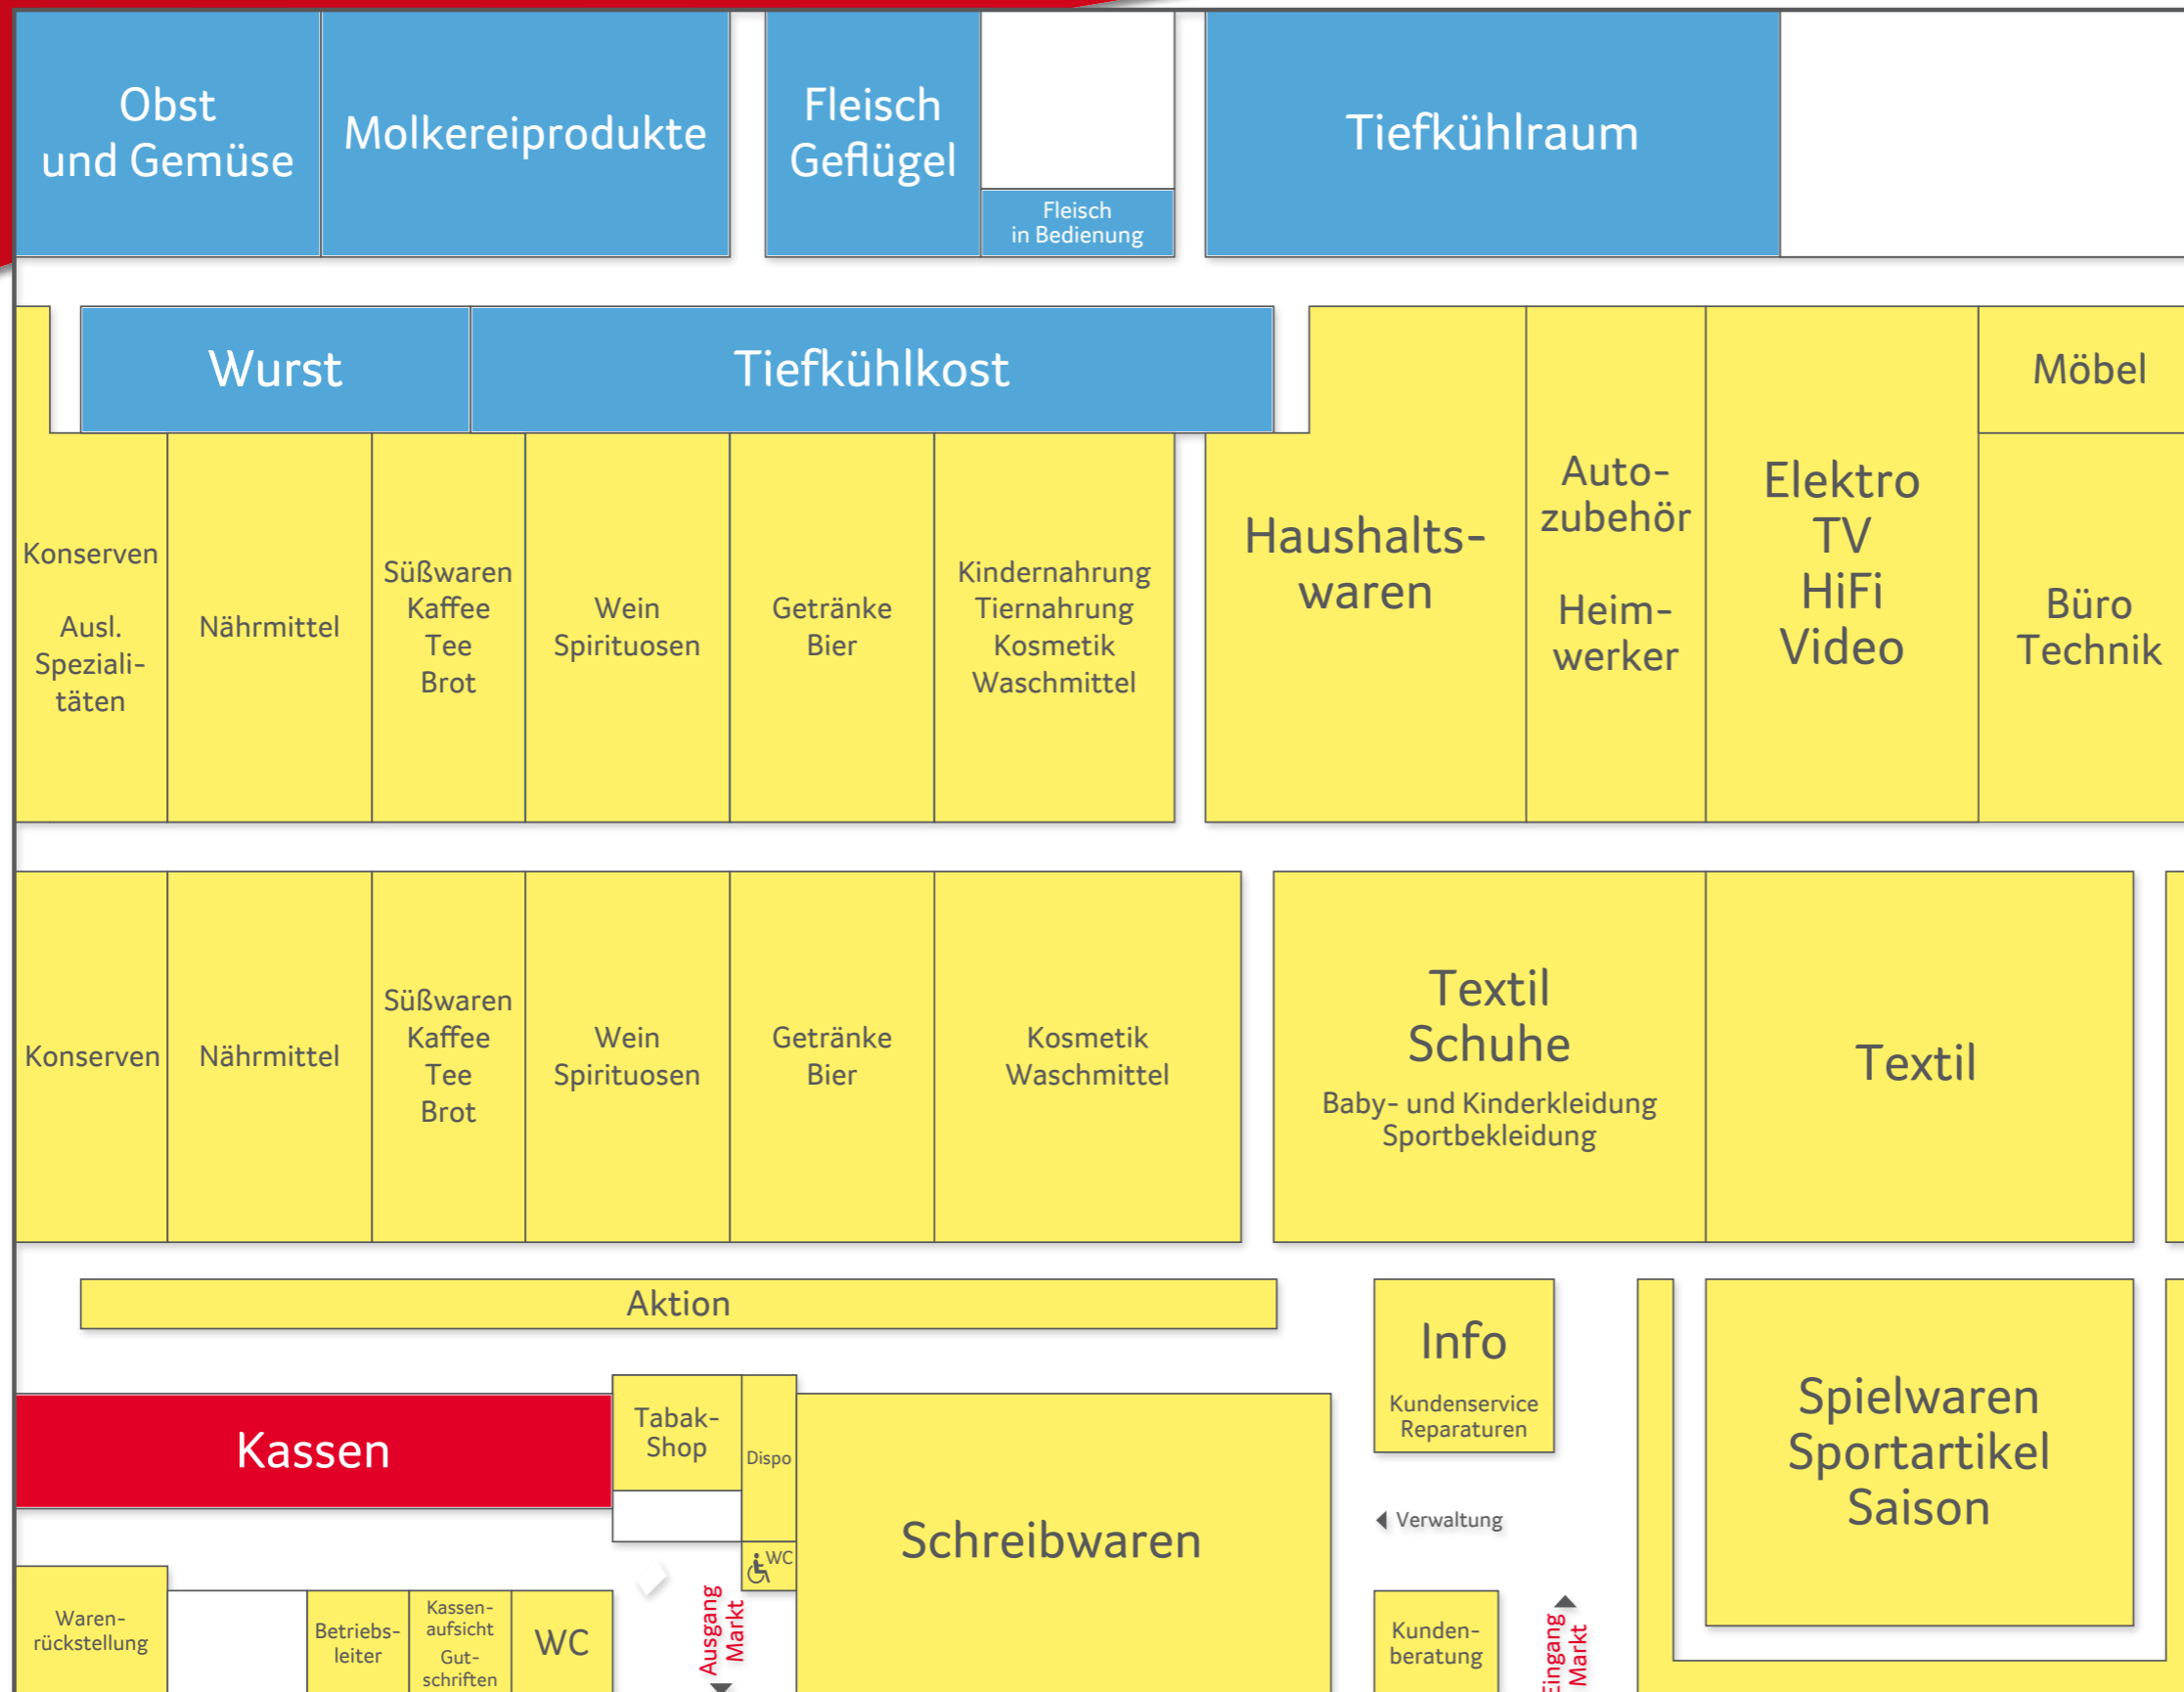 Obst
und Gemüse
Molkereiprodukte
Fleisch
Geflügel
Fleisch
in Bedienung
Tiefkühlraum
Wurst
Tiefkühlkost
Möbel
Konserven
Ausl.
Speziali-
täten
Nährmittel
Süßwaren
Kaffee
Tee
Brot
Wein
Spirituosen
Getränke
Bier
Kindernahrung
Tiernahrung
Kosmetik
Waschmittel
Haushalts-
waren
Auto-
zubehör
Heim-
werker
Elektro
TV
HiFi
Video
Büro
Technik
Konserven
Nährmittel
Süßwaren
Kaffee
Tee
Brot
Wein
Spirituosen
Getränke
Bier
Kosmetik
Waschmittel
Textil
Schuhe
Baby- und Kinderkleidung
Sportbekleidung
Textil
Aktion
Info
Kundenservice
Reparaturen
Spielwaren
Sportartikel
Saison
Kassen
Tabak-
Shop
Dispo
WC
Schreibwaren
Verwaltung
Waren-
rückstellung
Betriebs-
leiter
Kassen-
aufsicht
Gut-
schriften
WC
Ausgang
Markt
Kunden-
beratung
Eingang
Markt